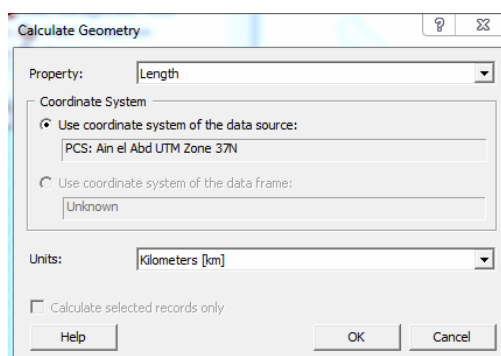 Calculate Geometry
Property: Length
Coordinate System
Use coordinate system of the data source:
PCS: Ain el Abd UTM Zone 37N
Use coordinate system of the data frame:
Unknown
Units: Kilometers [km]
Calculate selected records only
Help OK Cancel